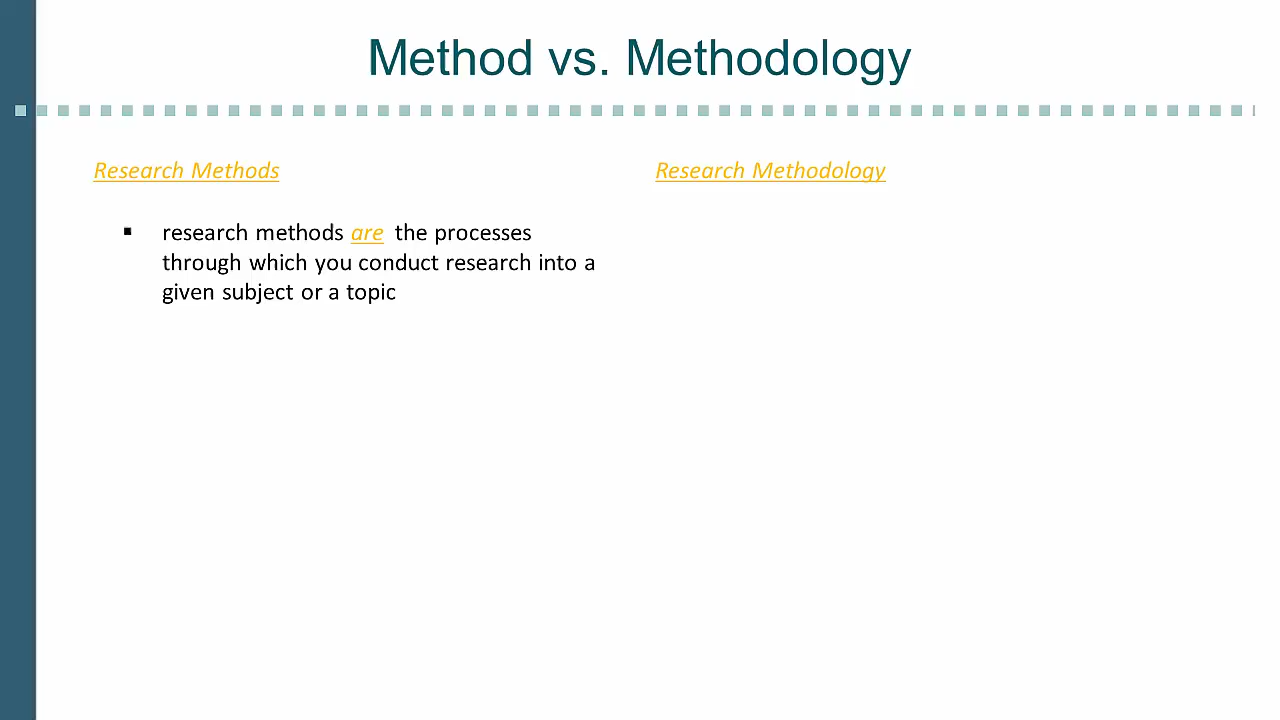 Method vs. Methodology
Research Methods
▪ research methods are the processes
through which you conduct research into a
given subject or a topic
Research Methodology